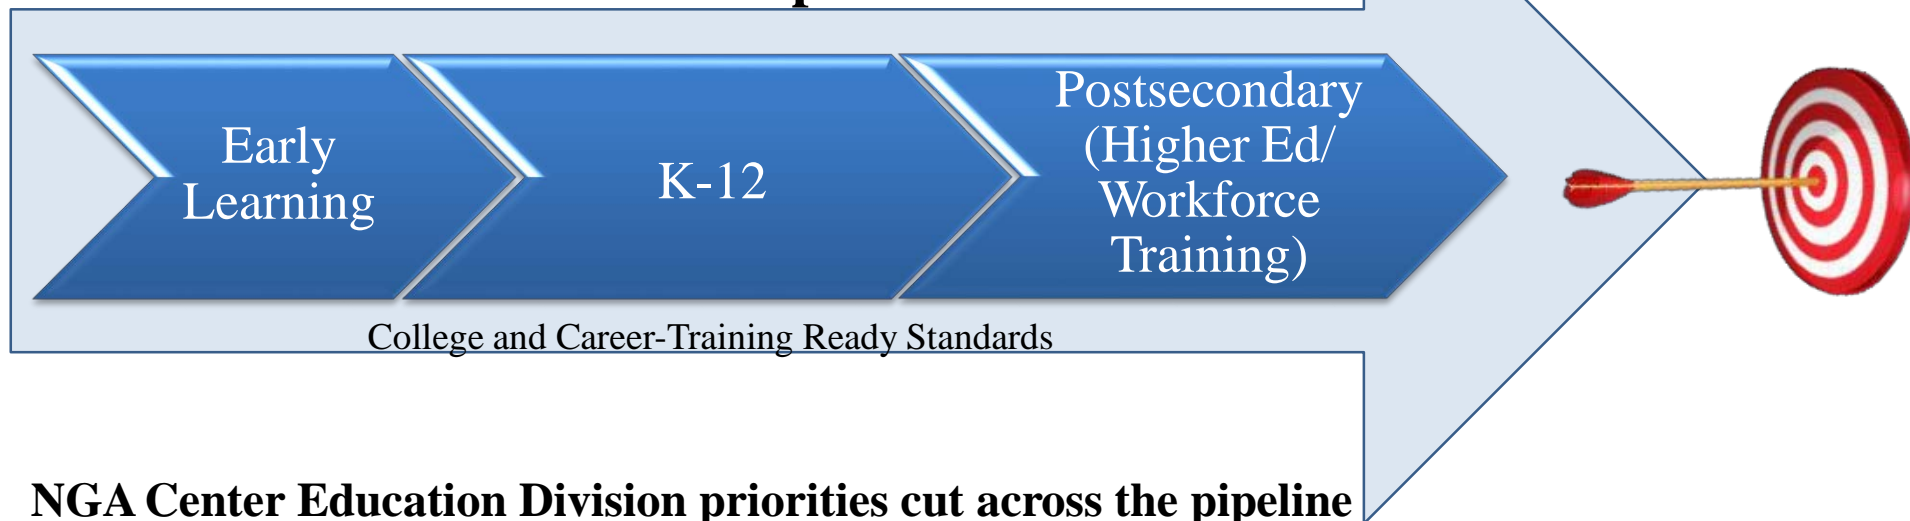 Early
Learning
K-12
Postsecondary
(Higher Ed/
Workforce
Training)
College and Career-Training Ready Standards
NGA Center Education Division priorities cut across the pipeline